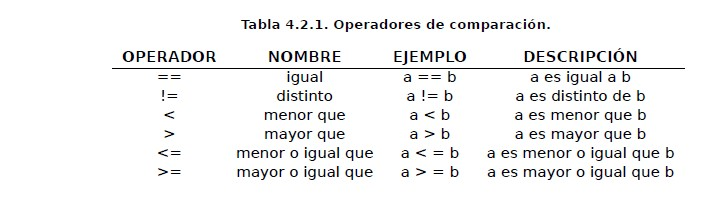 Tabla 4.2.1. Operadores de comparación.
OPERADOR NOMBRE EJEMPLO DESCRIPCIÓN
== igual a == b a es igual a b
!= distinto a != b a es distinto de b
< menor que a < b a es menor que b
> mayor que a > b a es mayor que b
<= menor o igual que a < = b a es menor o igual que b
>= mayor o igual que a > = b a es mayor o igual que b